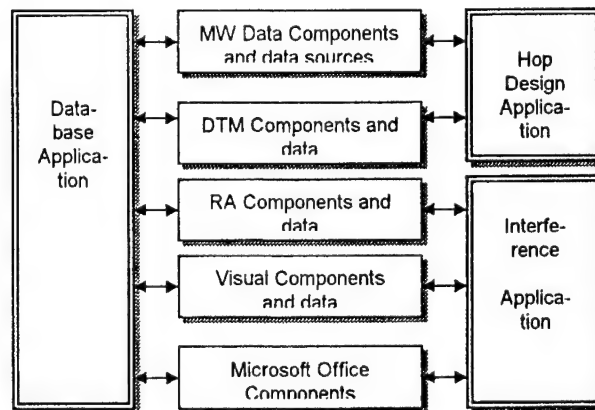 Data-
base
Applica-
tion
MW Data Components
and data sources
DTM Components and
data
RA Components and
data
Visual Components
and data
Microsoft Office
Components
Hop
Design
Applica-
tion
Interfe-
rence
Applica-
tion